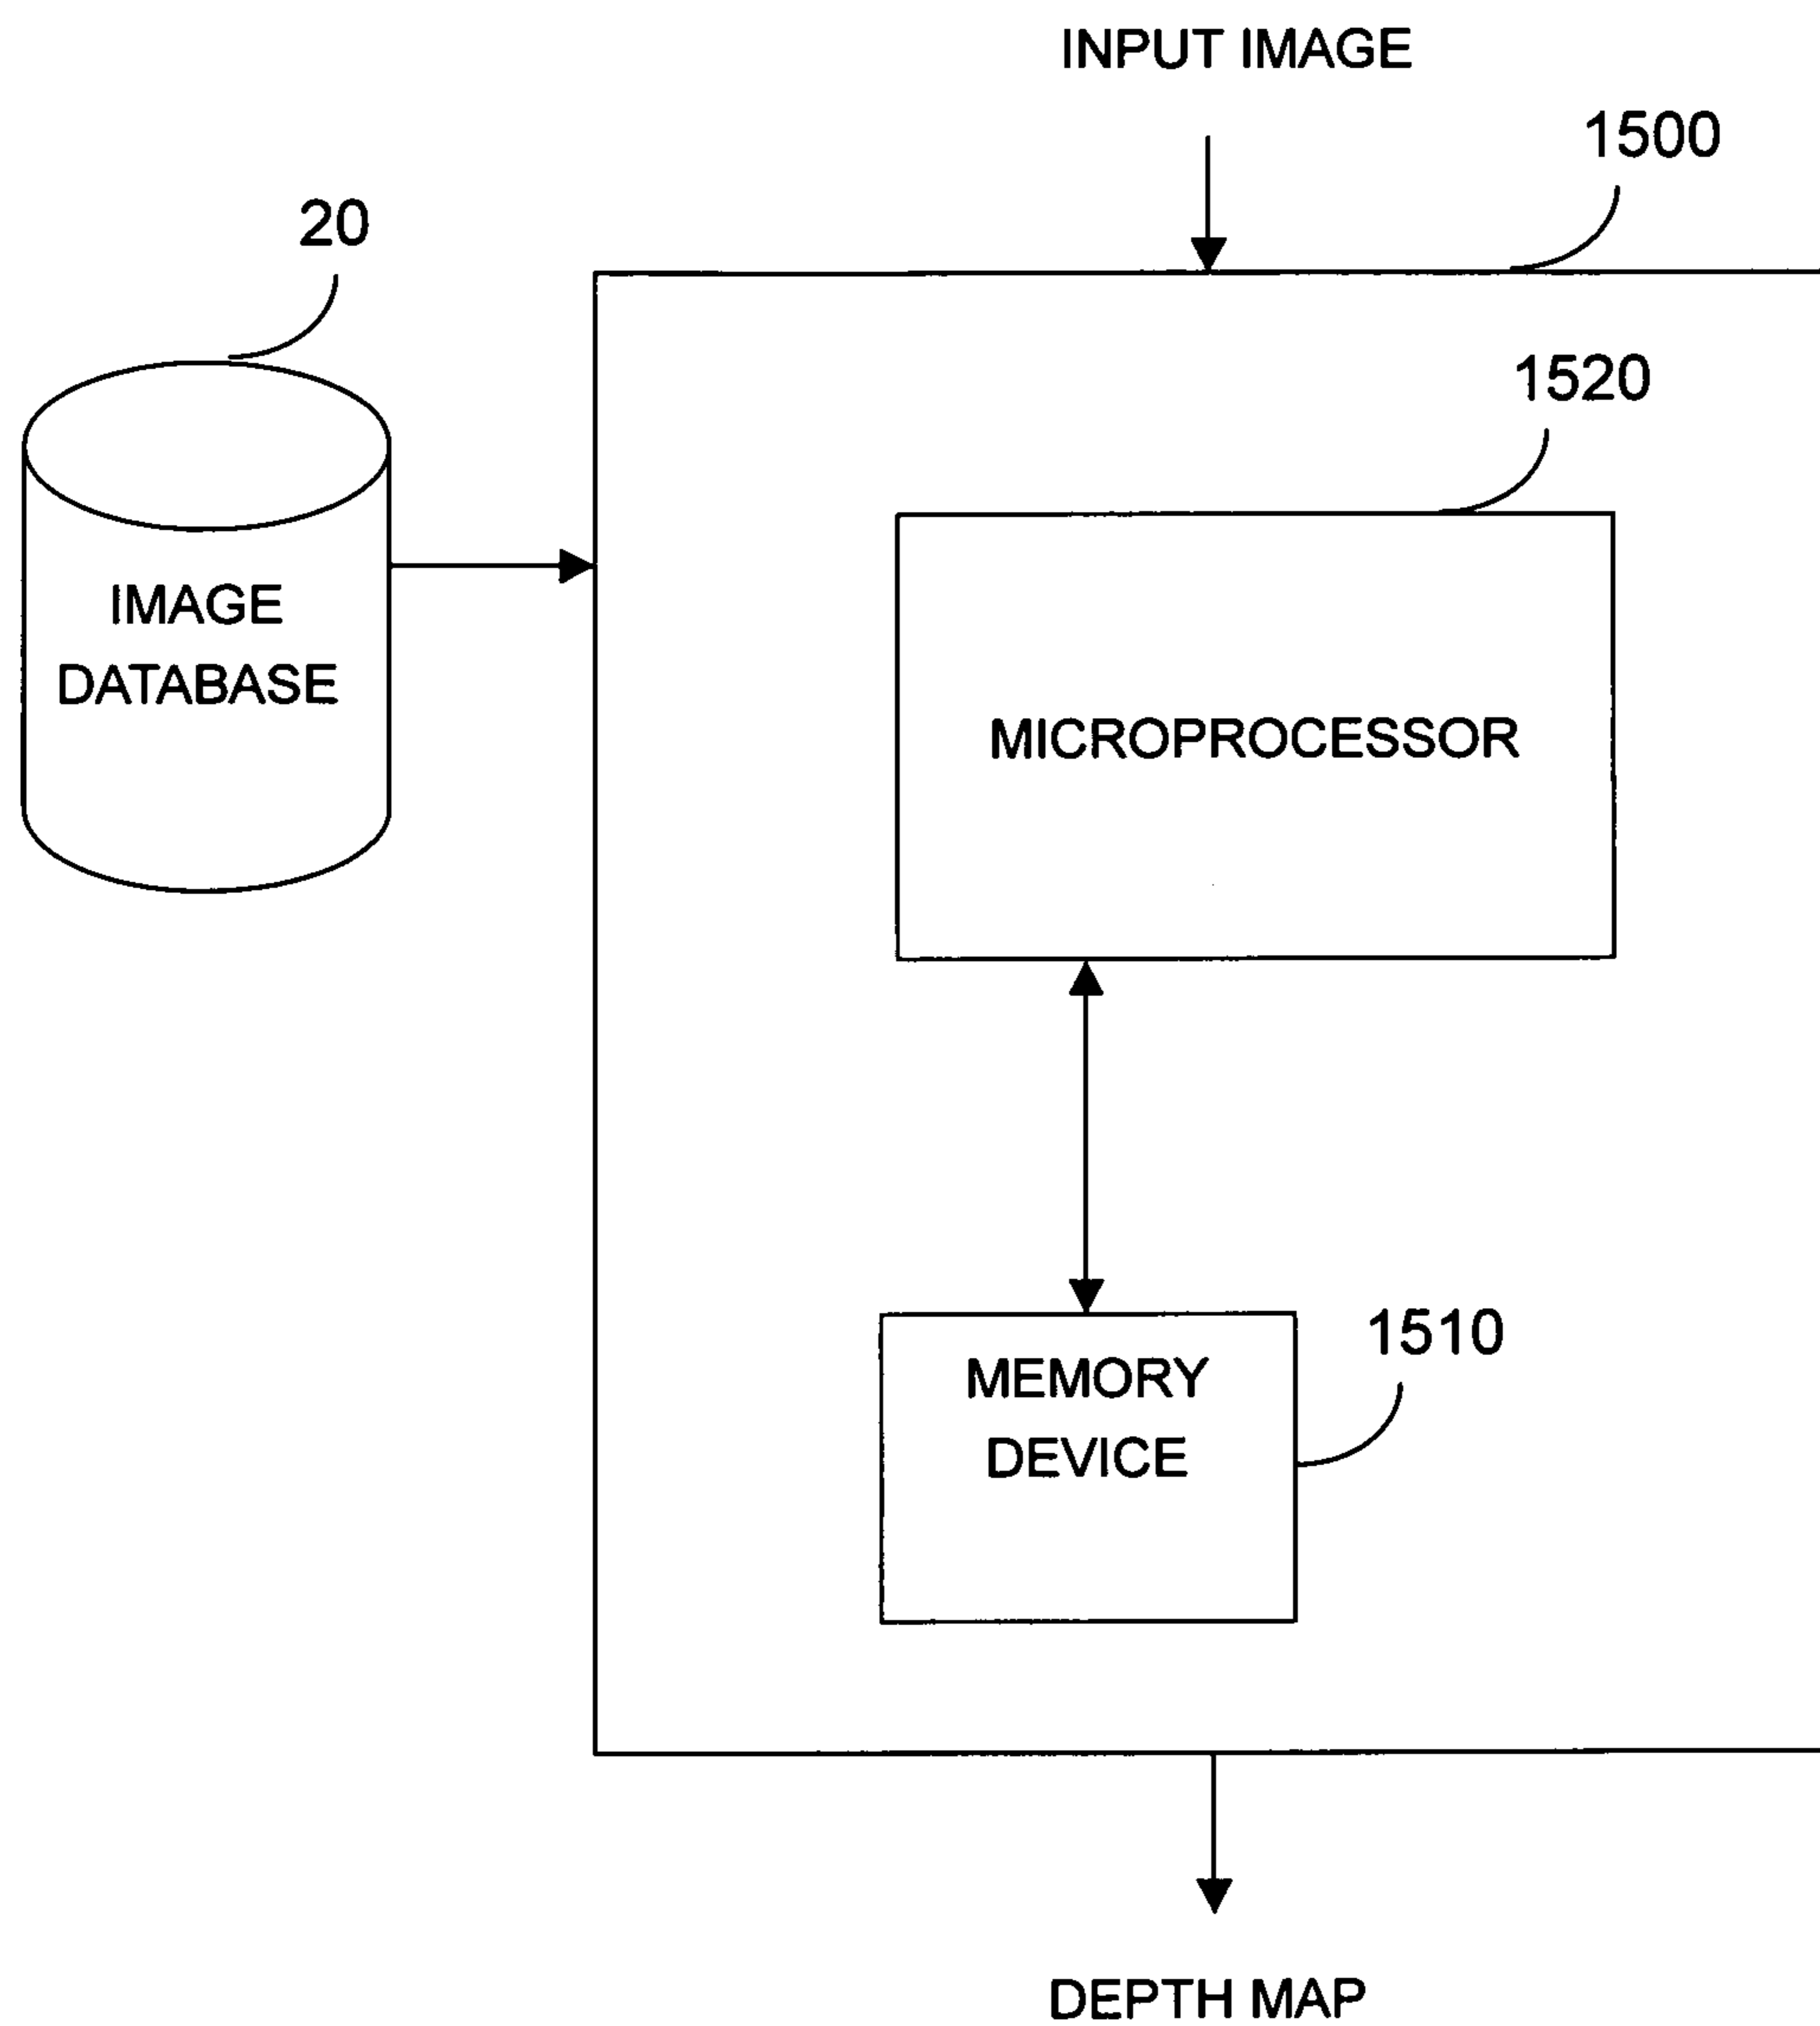 INPUT IMAGE
1500
20
1520
IMAGE
DATABASE
MICROPROCESSOR
1510
MEMORY
DEVICE
DEPTH MAP